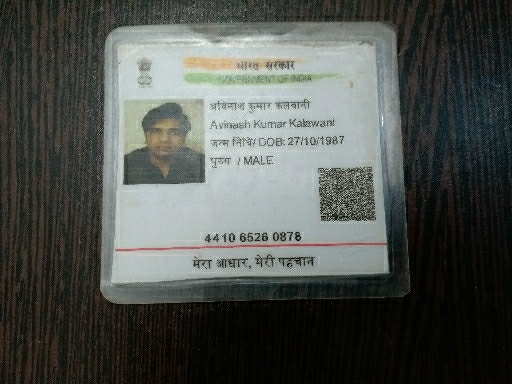 भारत सरकार
GOVERNMENT OF INDIA
अविनाश कुमार कलवानी
Avinash Kumar Kalawani
जन्म तिथि/ DOB: 27/10/1987
पुरुष / MALE
4410 6526 0878
मेरा आधार, मेरी पहचान